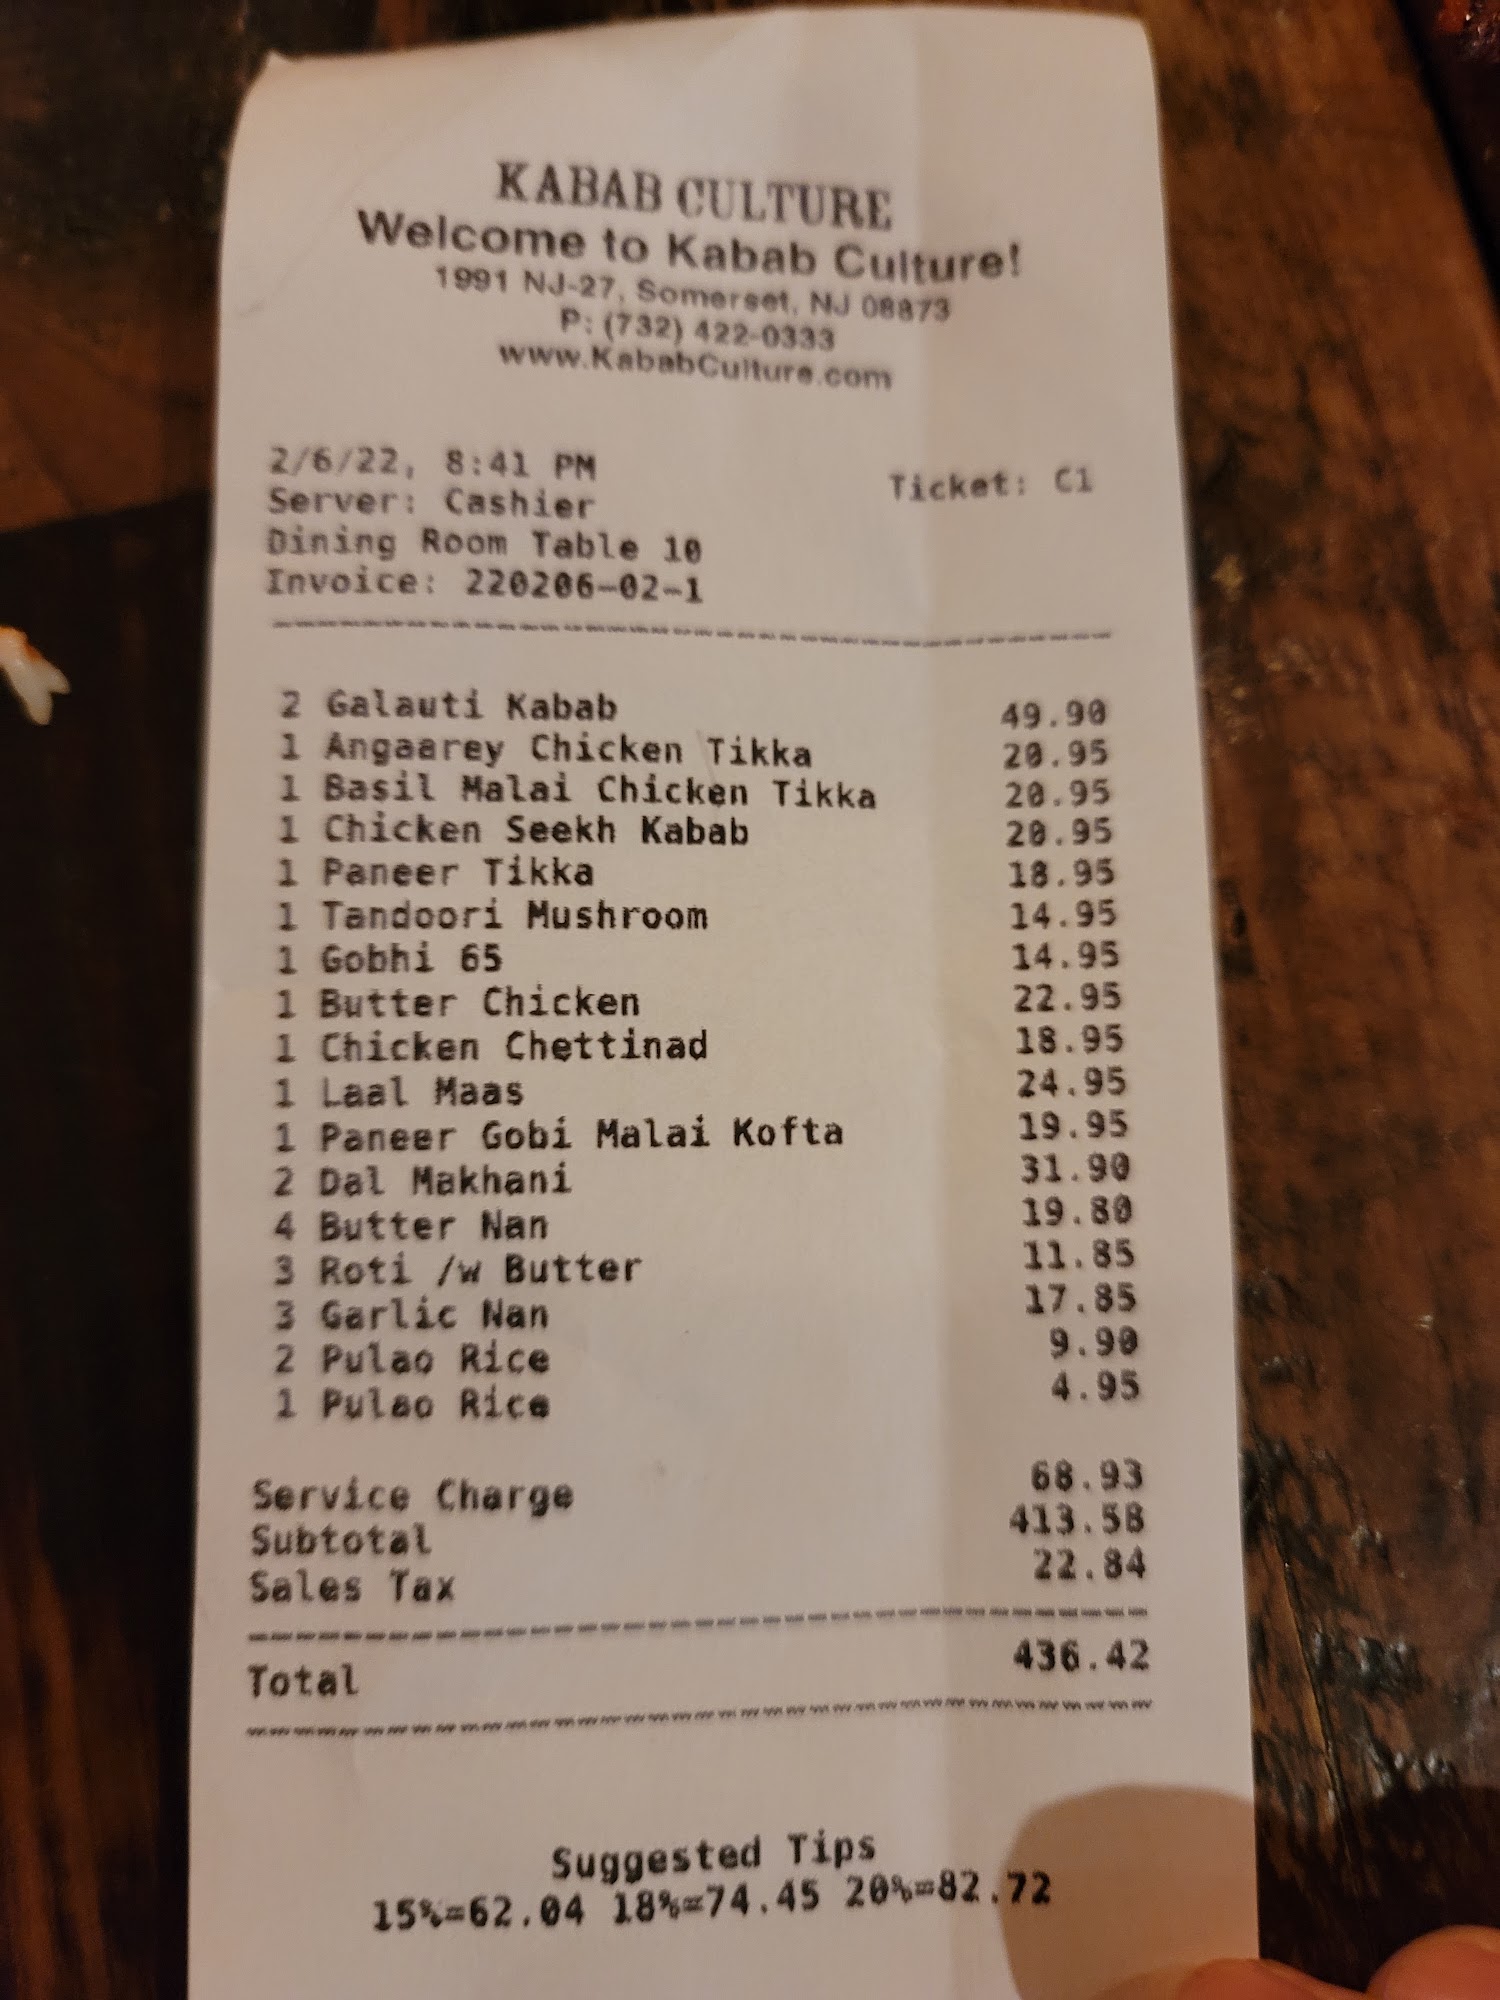 KABAB CULTURE
Welcome to Kabab Culture!
1991 NJ-27, Somerset, NJ 08873
P: (732) 422-0333
www.KababCulture.com
2/6/22, 8:41 PM
Ticket: C1
Server: Cashier
Dining Room Table 10
Invoice: 220206-02-1
2 Galauti Kabab 49.90
1 Angaarey Chicken Tikka 20.95
1 Basil Malai Chicken Tikka 20.95
1 Chicken Seekh Kabab 20.95
1 Paneer Tikka 18.95
1 Tandoori Mushroom 14.95
1 Gobhi 65 14.95
1 Butter Chicken 22.95
1 Chicken Chettinad 18.95
1 Laal Maas 24.95
1 Paneer Gobi Malai Kofta 19.95
2 Dal Makhani 31.90
4 Butter Nan 19.80
3 Roti /w Butter 11.85
3 Garlic Nan 17.85
2 Pulao Rice 9.90
1 Pulao Rice 4.95
Service Charge 68.93
Subtotal 413.58
Sales Tax 22.84
Total 436.42
Suggested Tips
15%=62.04 18%=74.45 20%=82.72